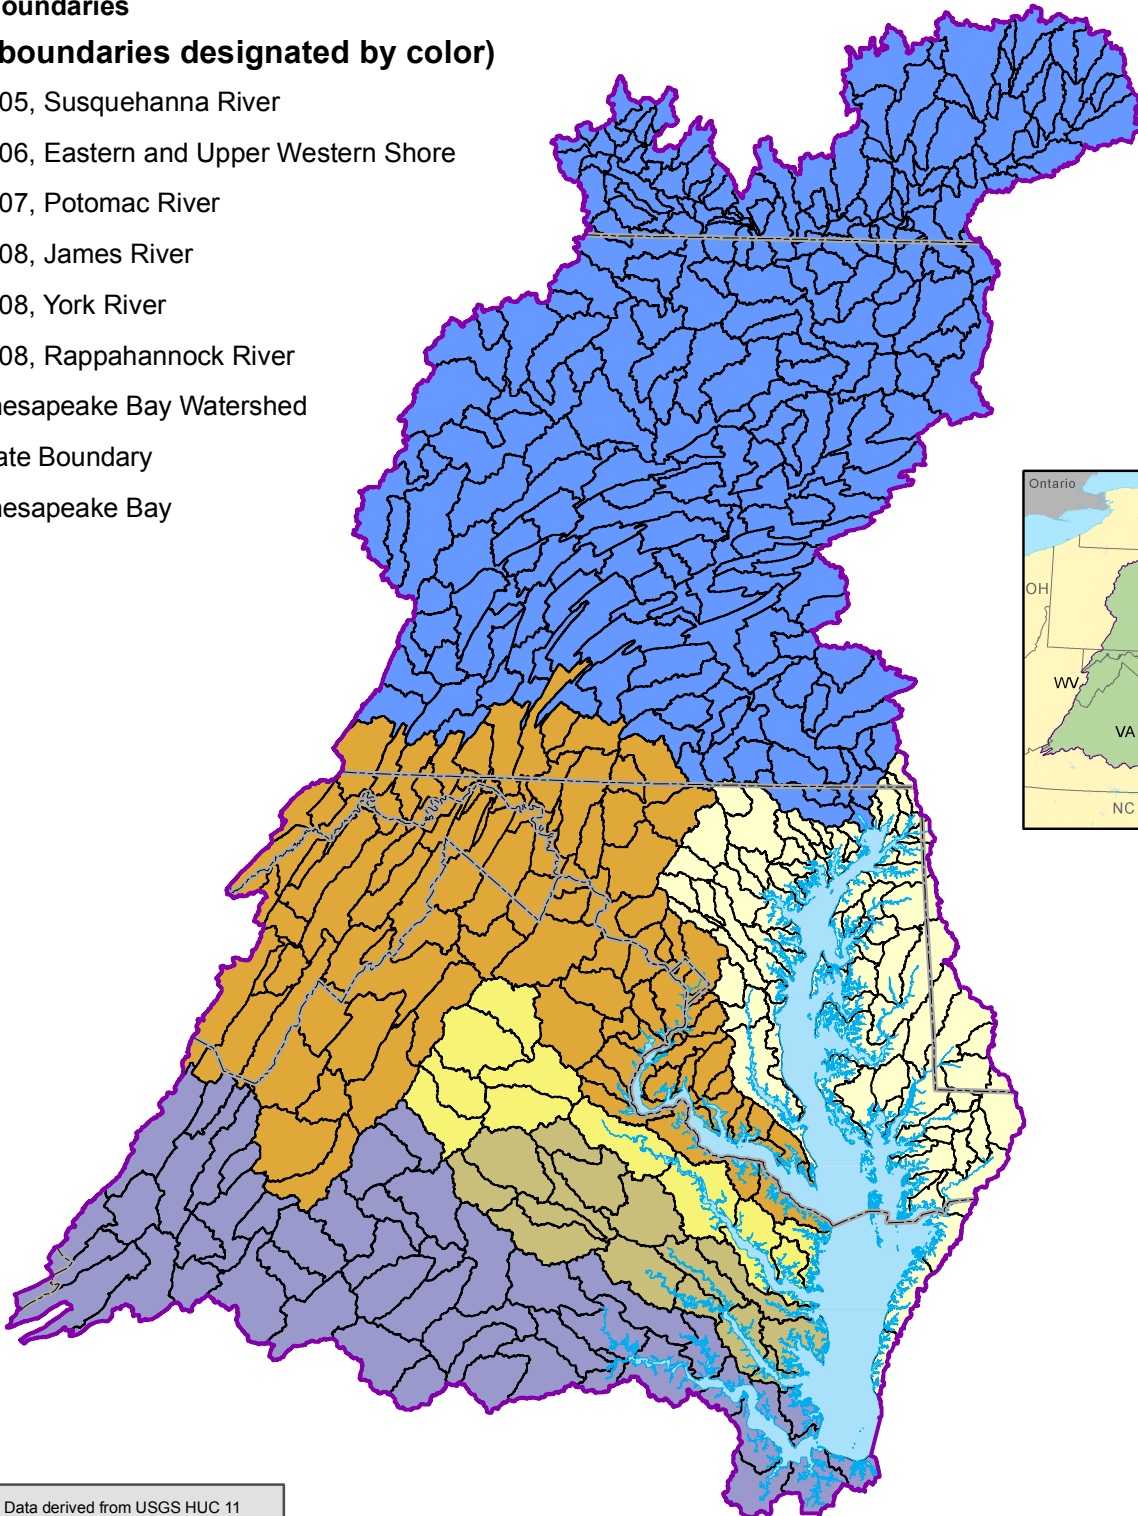 oundaries
boundaries designated by color)
05, Susquehanna River
06, Eastern and Upper Western Shore
07, Potomac River
08, James River
08, York River
08, Rappahannock River
hesapeake Bay Watershed
ate Boundary
hesapeake Bay
Ontario
OH
WV
VA
NC
Data derived from USGS HUC 11